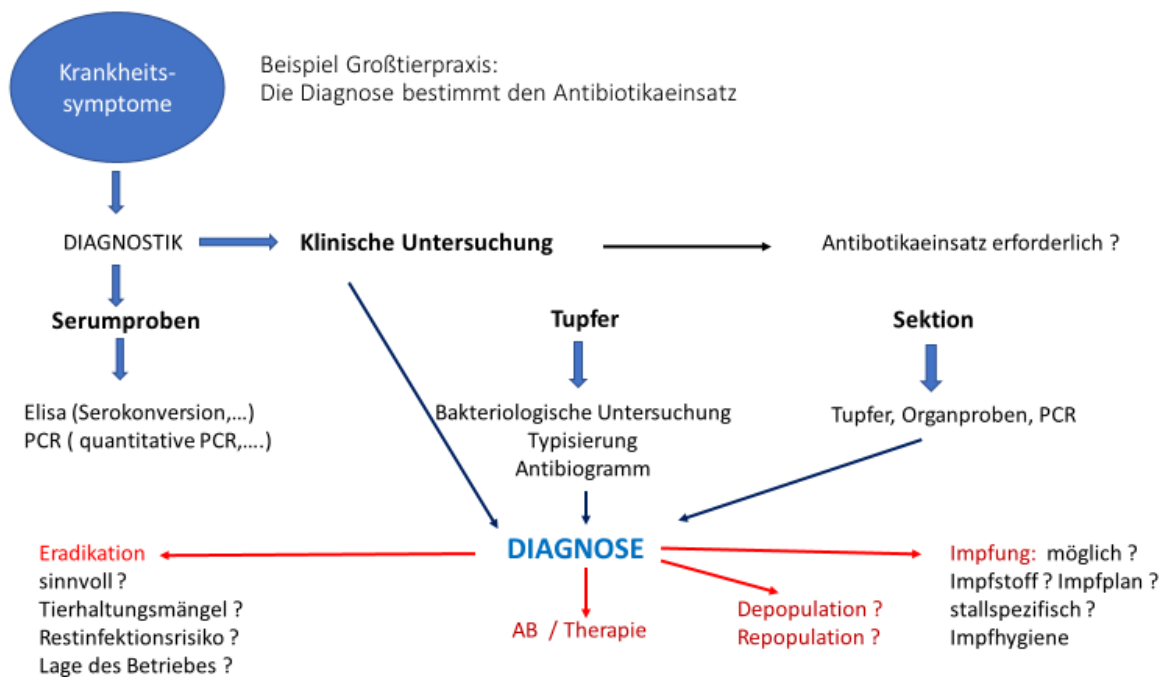 Krankheits-
symptome
Beispiel Großtierpraxis:
Die Diagnose bestimmt den Antibiotikaeinsatz
DIAGNOSTIK
Klinische Untersuchung
Antibotikaeinsatz erforderlich ?
Serumproben
Tupfer
Sektion
Elisa (Serokonversion,...)
PCR ( quantitative PCR,....)
Bakteriologische Untersuchung
Typisierung
Antibiogramm
Tupfer, Organproben, PCR
DIAGNOSE
Eradikation
sinnvoll ?
Tierhaltungsmängel ?
Restinfektionsrisiko ?
Lage des Betriebes ?
AB / Therapie
Depopulation ?
Repopulation ?
Impfung: möglich ?
Impfstoff ? Impfplan ?
stallspezifisch ?
Impfhygiene